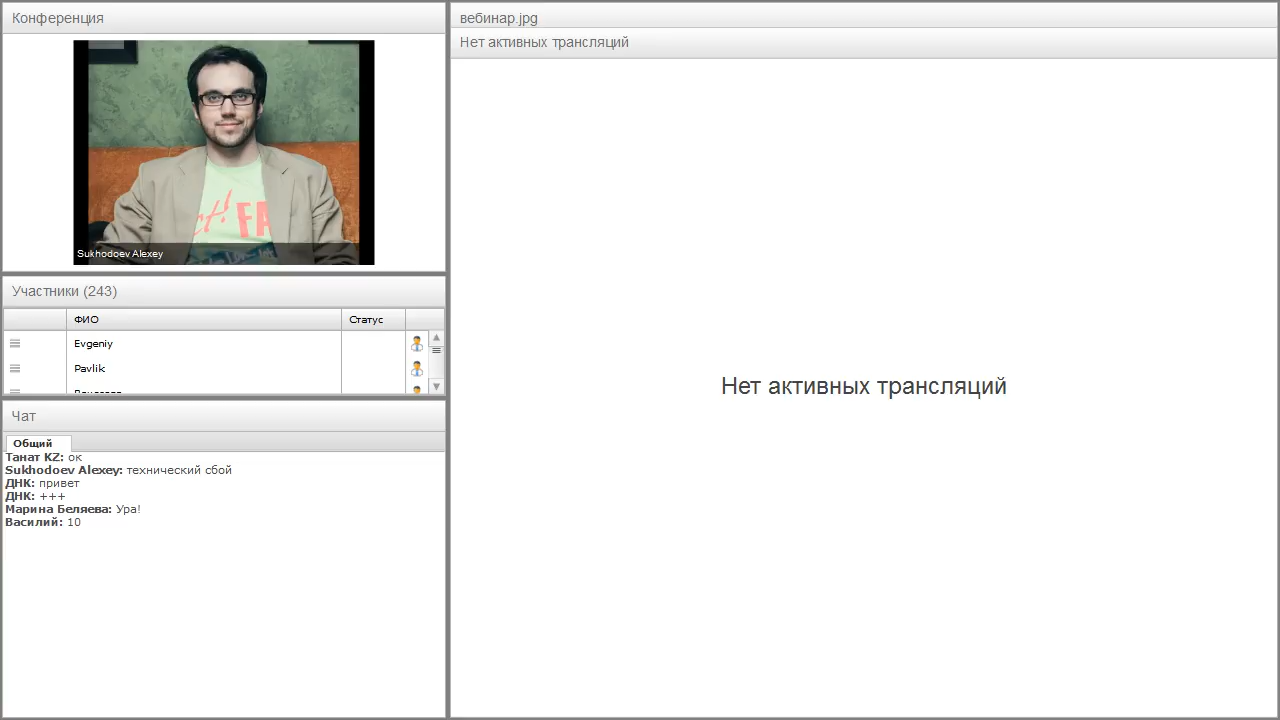 Конференция
Sukhodoev Alexey
Участники (243)
ФИО Статус
Evgeniy
Pavlik
Чат
Общий
Танат KZ: ок
Sukhodoev Alexey: технический сбой
ДНК: привет
ДНК: +++
Марина Беляева: Ура!
Василий: 10
вебинар.jpg
Нет активных трансляций
Нет активных трансляций